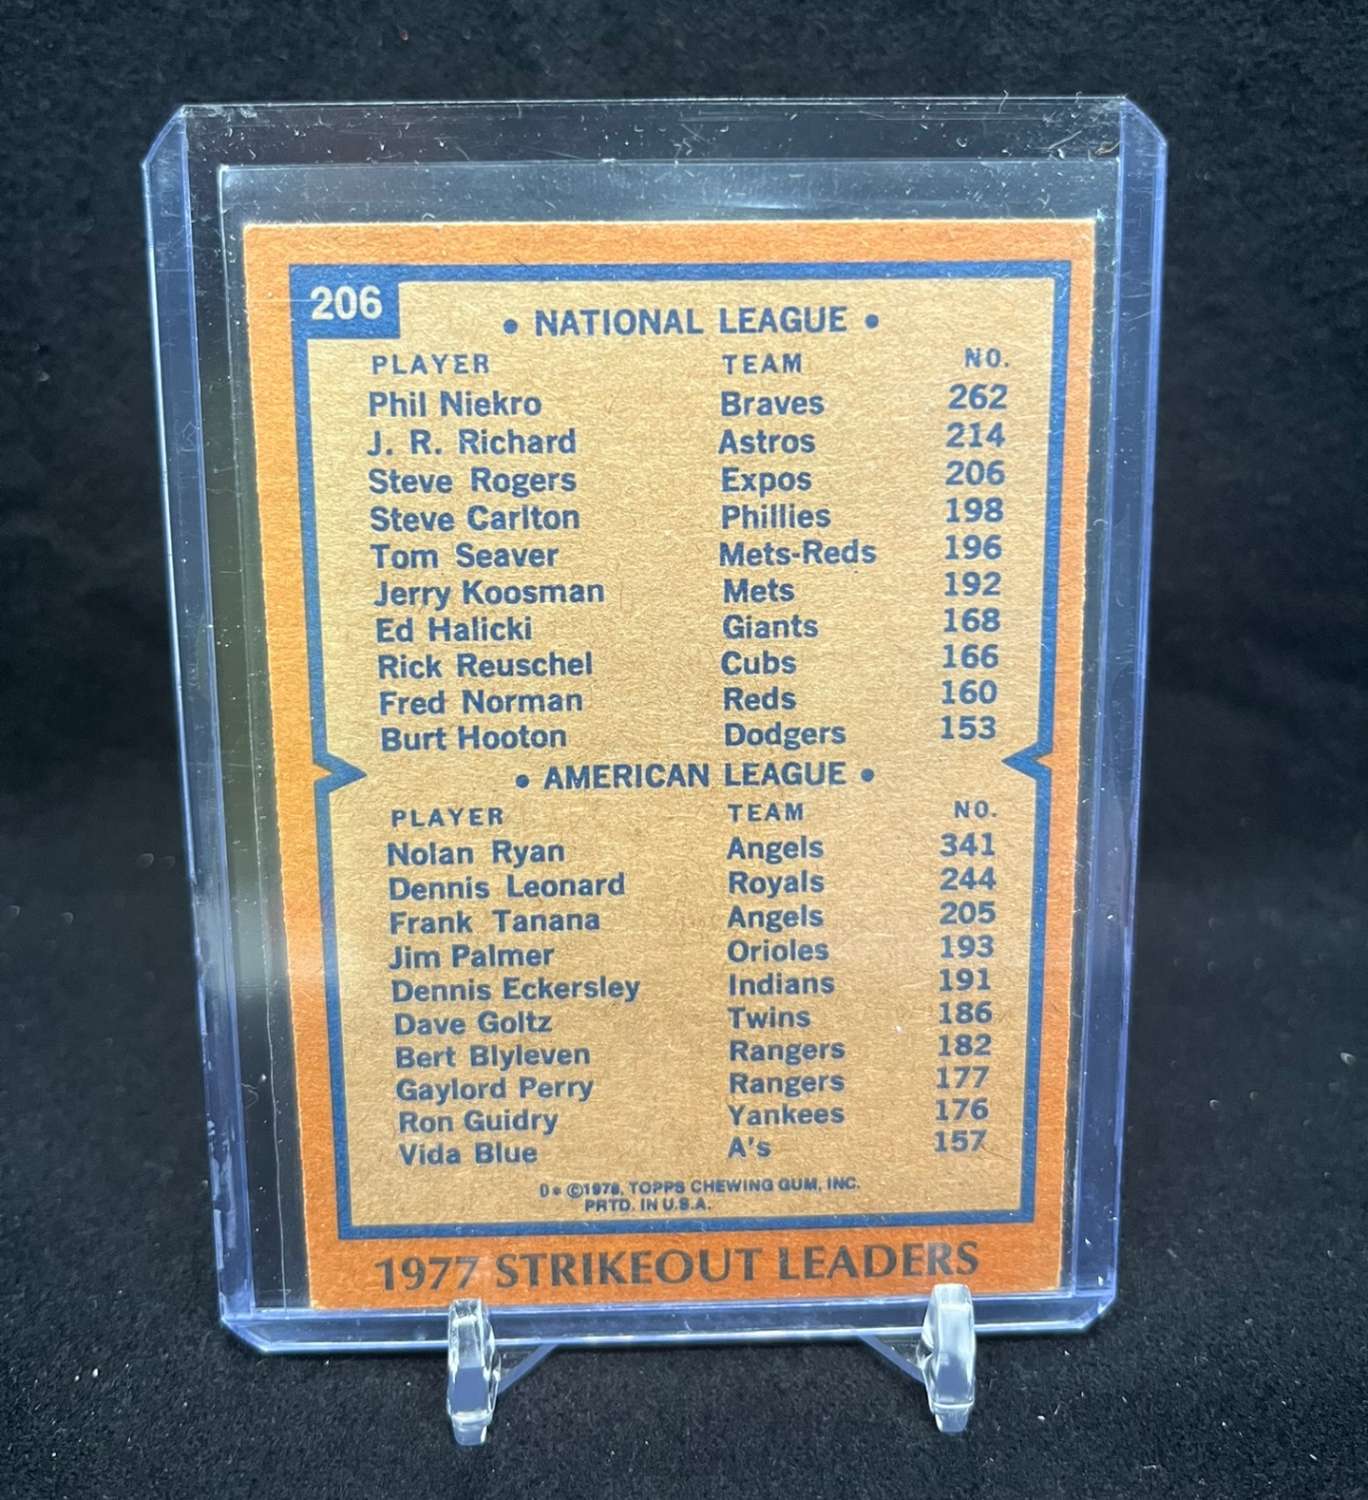 206
• NATIONAL LEAGUE •
PLAYER TEAM NO.
Phil Niekro Braves 262
J. R. Richard Astros 214
Steve Rogers Expos 206
Steve Carlton Phillies 198
Tom Seaver Mets-Reds 196
Jerry Koosman Mets 192
Ed Halicki Giants 168
Rick Reuschel Cubs 166
Fred Norman Reds 160
Burt Hooton Dodgers 153
• AMERICAN LEAGUE •
PLAYER TEAM NO.
Nolan Ryan Angels 341
Dennis Leonard Royals 244
Frank Tanana Angels 205
Jim Palmer Orioles 193
Dennis Eckersley Indians 191
Dave Goltz Twins 186
Bert Blyleven Rangers 182
Gaylord Perry Rangers 177
Ron Guidry Yankees 176
Vida Blue A's 157
D* ©1978, TOPPS CHEWING GUM, INC.
PRTD. IN U.S.A.
1977 STRIKEOUT LEADERS